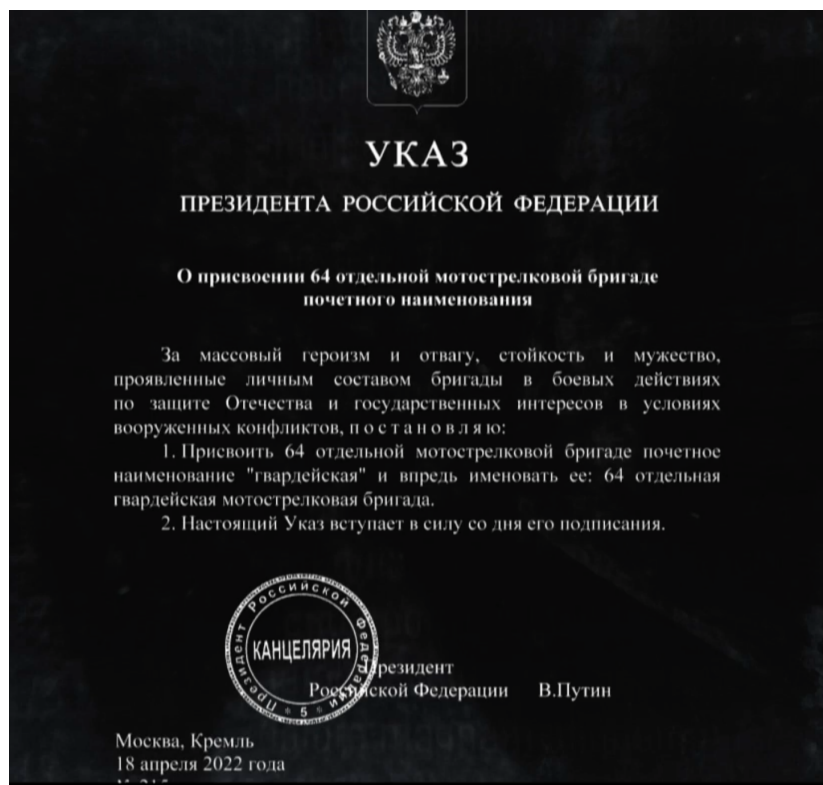 УКАЗ
ПРЕЗИДЕНТА РОССИЙСКОЙ ФЕДЕРАЦИИ
О присвоении 64 отдельной мотострелковой бригаде
почетного наименования
За массовый героизм и отвагу, стойкость и мужество,
проявленные личным составом бригады в боевых действиях
по защите Отечества и государственных интересов в условиях
вооруженных конфликтов, п о с т а н о в л я ю:
1. Присвоить 64 отдельной мотострелковой бригаде почетное
наименование "гвардейская" и впредь именовать ее: 64 отдельная
гвардейская мотострелковая бригада.
2. Настоящий Указ вступает в силу со дня его подписания.
Президент Российской Федерации
КАНЦЕЛЯРИЯ
* 5 *
Президент
Российской Федерации В.Путин
Москва, Кремль
18 апреля 2022 года